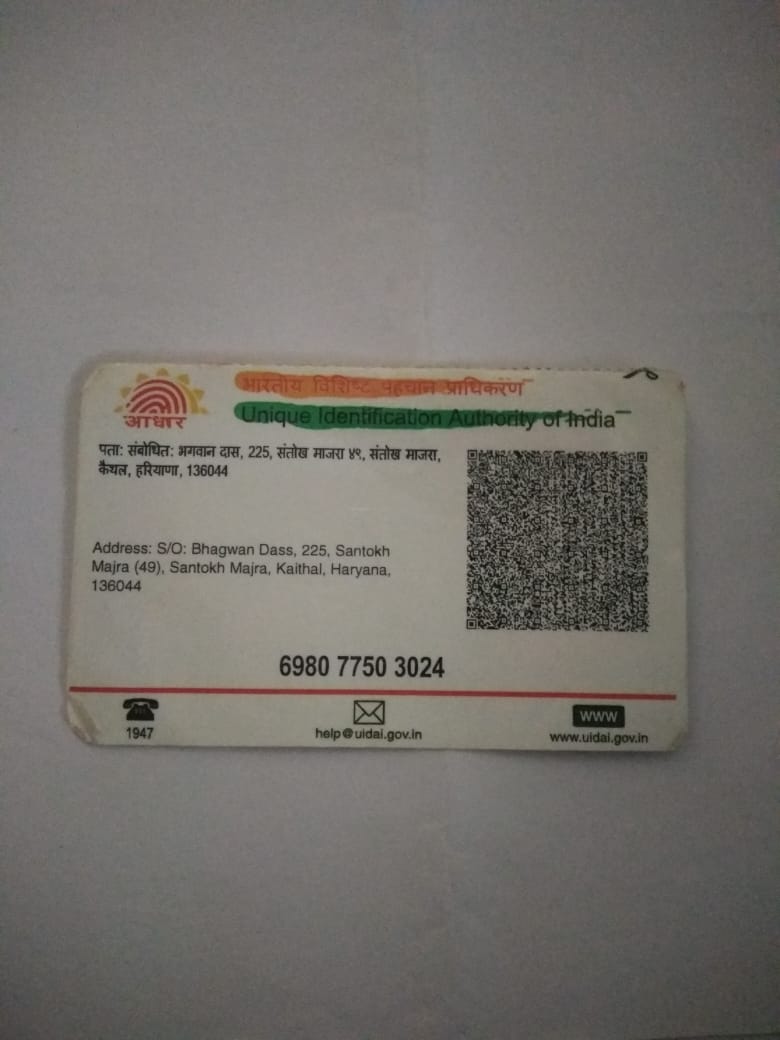 भारतीय विशिष्ट पहचान प्राधिकरण
Unique Identification Authority of India
आधार
पता: संबोधित: भगवान दास, 225, संतोख माजरा ४९, संतोख माजरा,
कैथल, हरियाणा, 136044
Address: S/O: Bhagwan Dass, 225, Santokh
Majra (49), Santokh Majra, Kaithal, Haryana,
136044
6980 7750 3024
1947
help@uidai.gov.in
WWW
www.uidai.gov.in